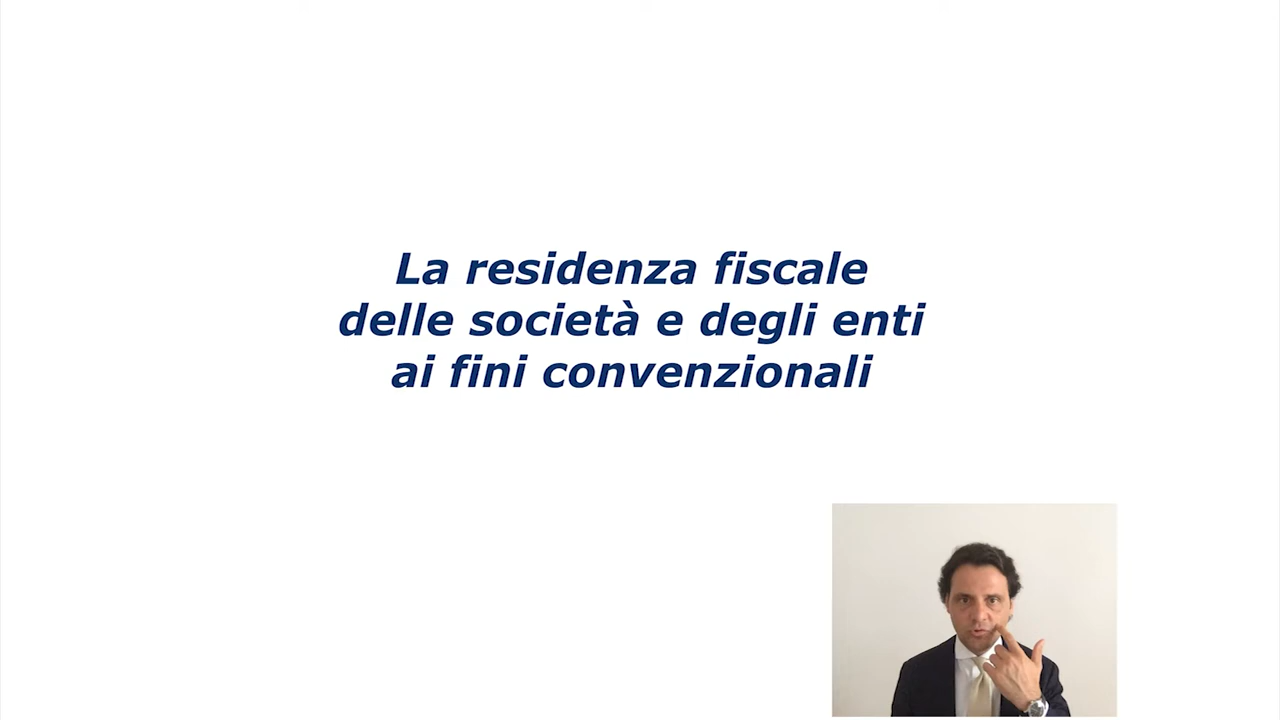 La residenza fiscale
delle società e degli enti
ai fini convenzionali